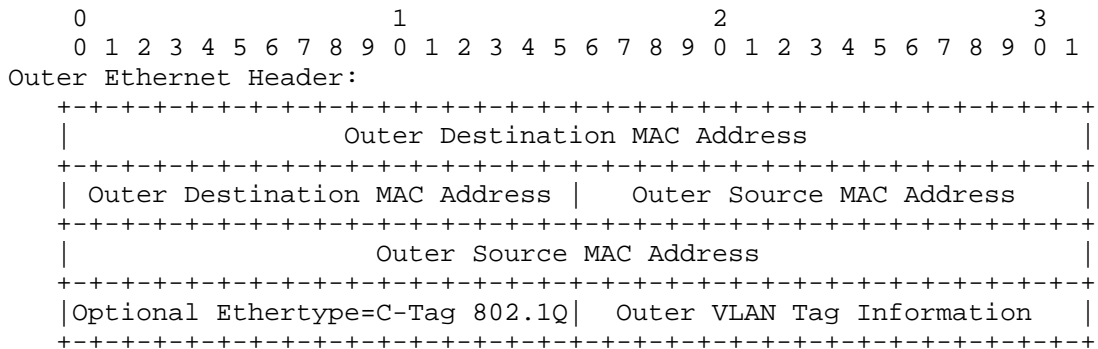 0                   1                   2                   3
0 1 2 3 4 5 6 7 8 9 0 1 2 3 4 5 6 7 8 9 0 1 2 3 4 5 6 7 8 9 0 1
Outer Ethernet Header:
+-+-+-+-+-+-+-+-+-+-+-+-+-+-+-+-+-+-+-+-+-+-+-+-+-+-+-+-+-+-+-+-+
|                 Outer Destination MAC Address                 |
+-+-+-+-+-+-+-+-+-+-+-+-+-+-+-+-+-+-+-+-+-+-+-+-+-+-+-+-+-+-+-+-+
| Outer Destination MAC Address |   Outer Source MAC Address    |
+-+-+-+-+-+-+-+-+-+-+-+-+-+-+-+-+-+-+-+-+-+-+-+-+-+-+-+-+-+-+-+-+
|                   Outer Source MAC Address                    |
+-+-+-+-+-+-+-+-+-+-+-+-+-+-+-+-+-+-+-+-+-+-+-+-+-+-+-+-+-+-+-+-+
|Optional Ethertype=C-Tag 802.1Q|  Outer VLAN Tag Information   |
+-+-+-+-+-+-+-+-+-+-+-+-+-+-+-+-+-+-+-+-+-+-+-+-+-+-+-+-+-+-+-+-+